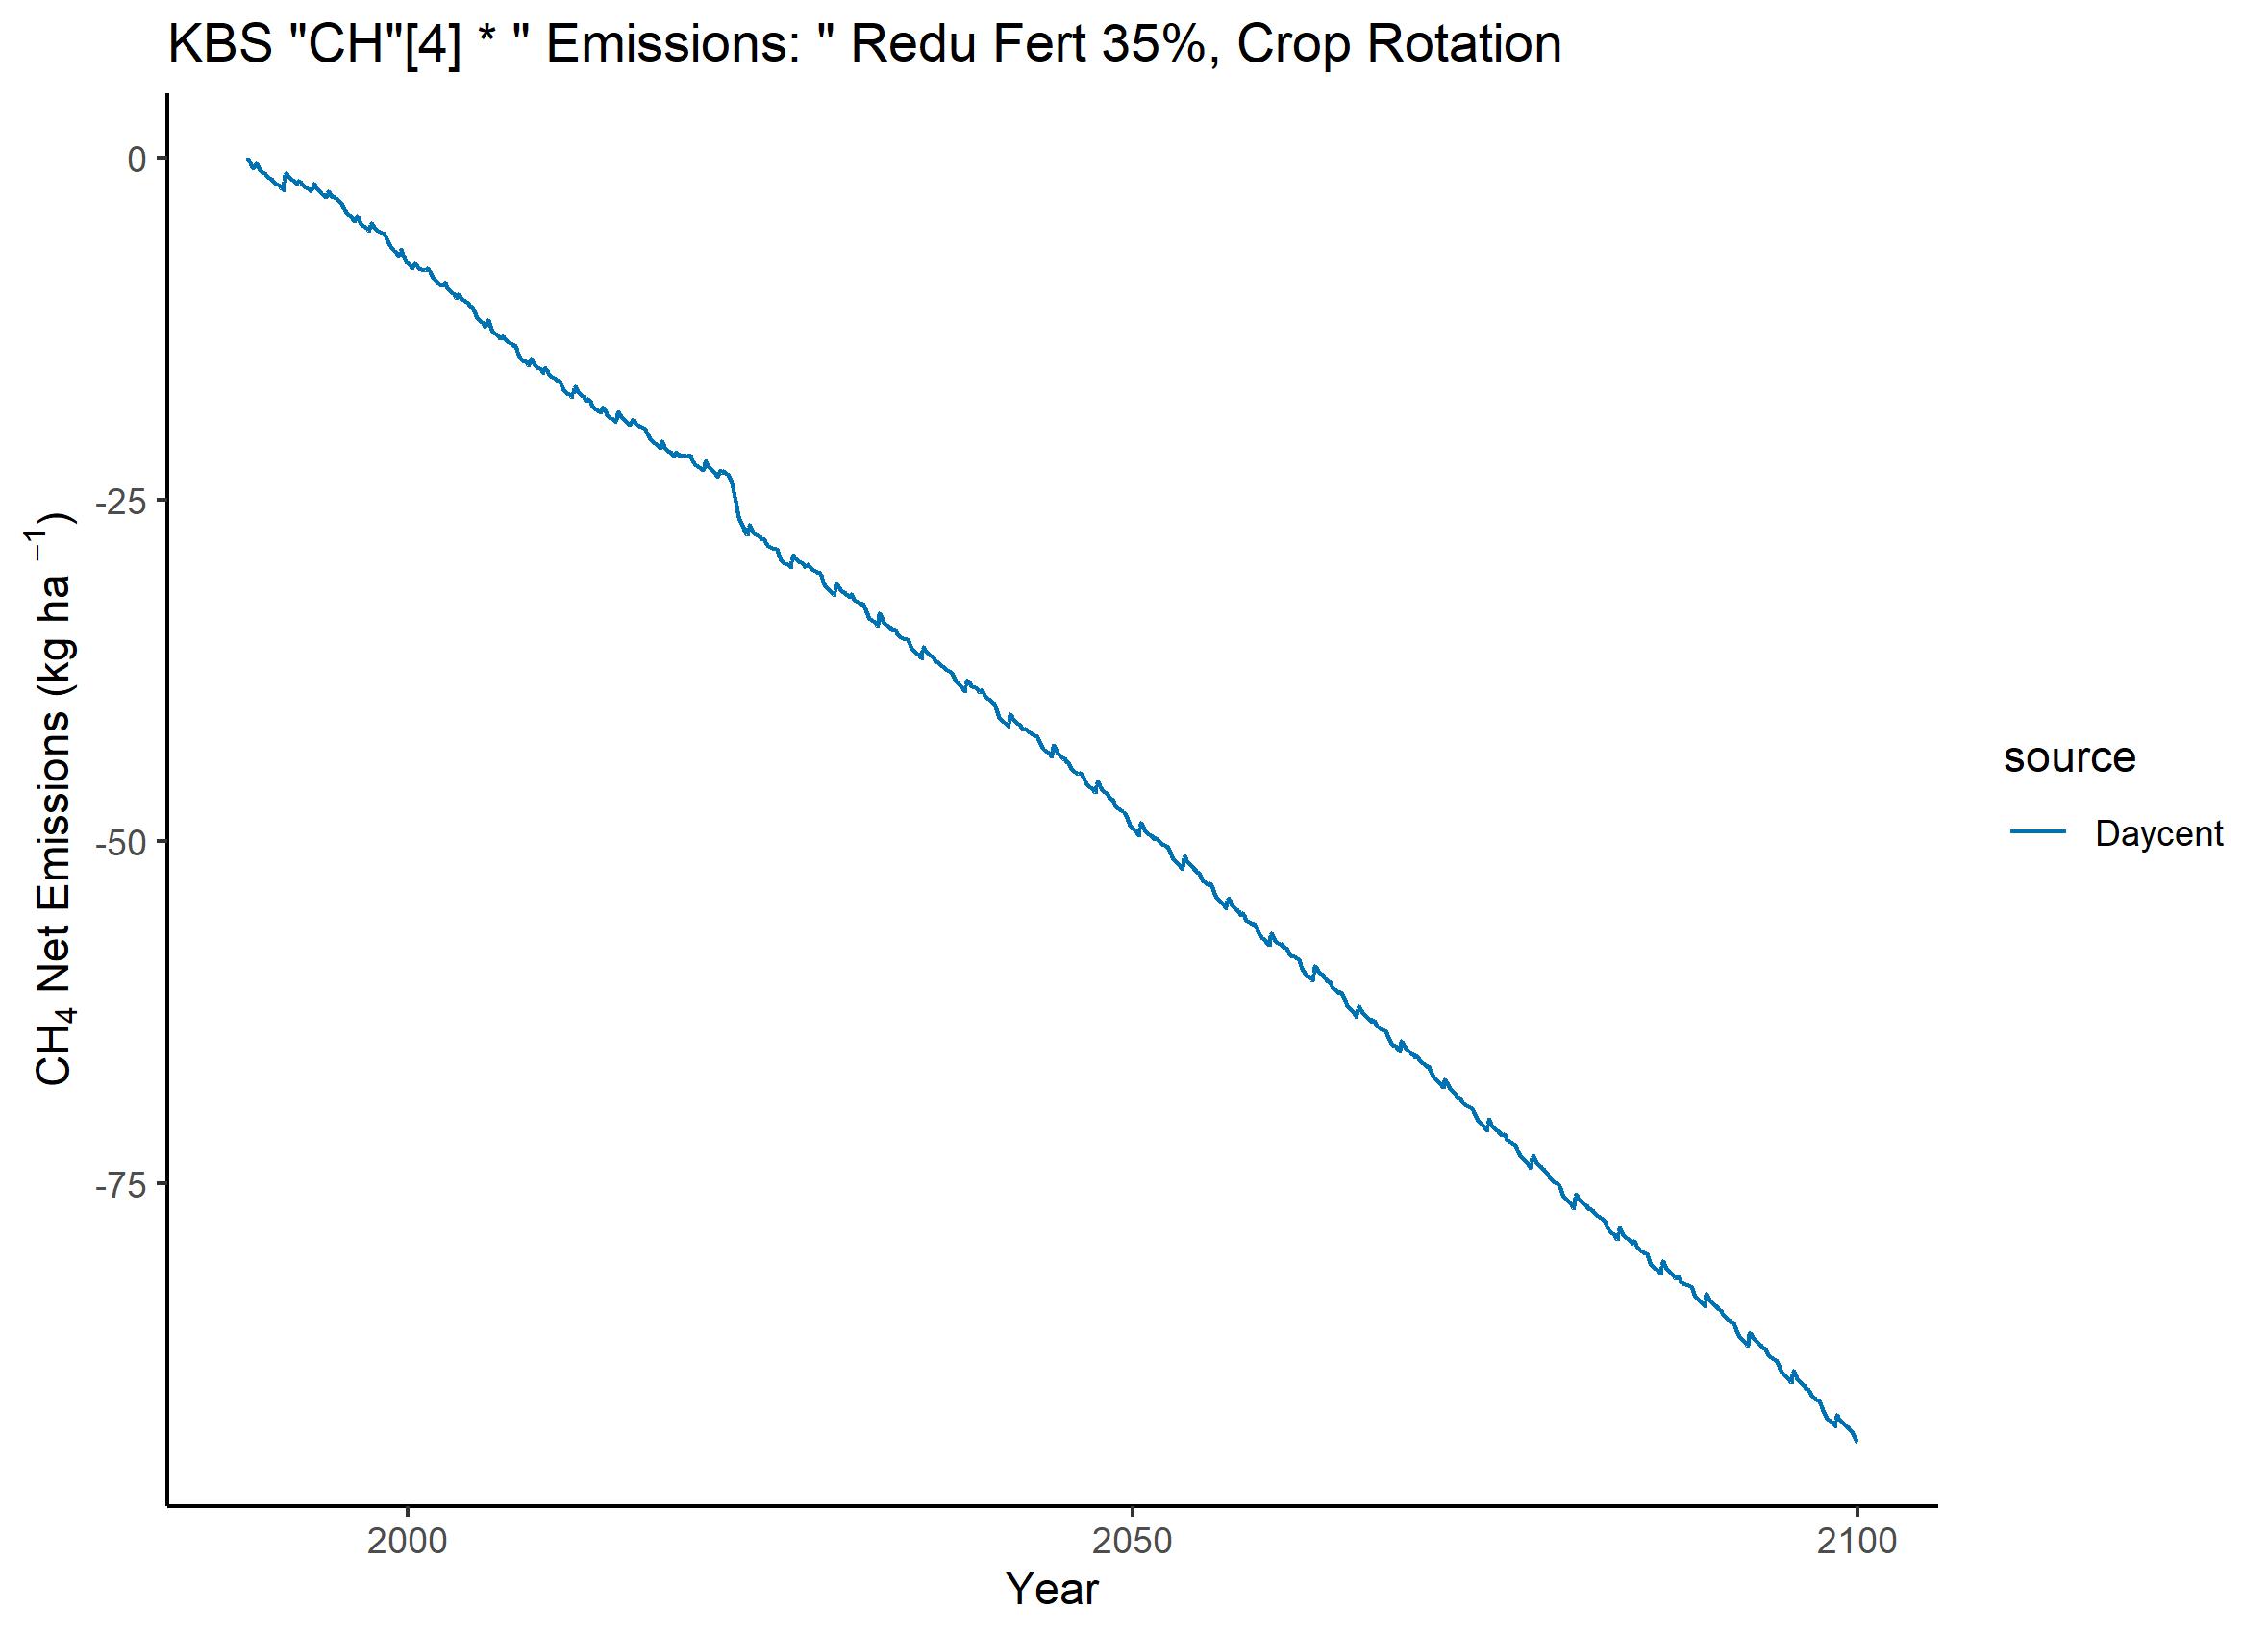 KBS "CH"[4] * " Emissions: " Redu Fert 35%, Crop Rotation
CH₄ Net Emissions (kg ha ⁻¹)
0
-25
-50
-75
2000
2050
2100
Year
source
Daycent